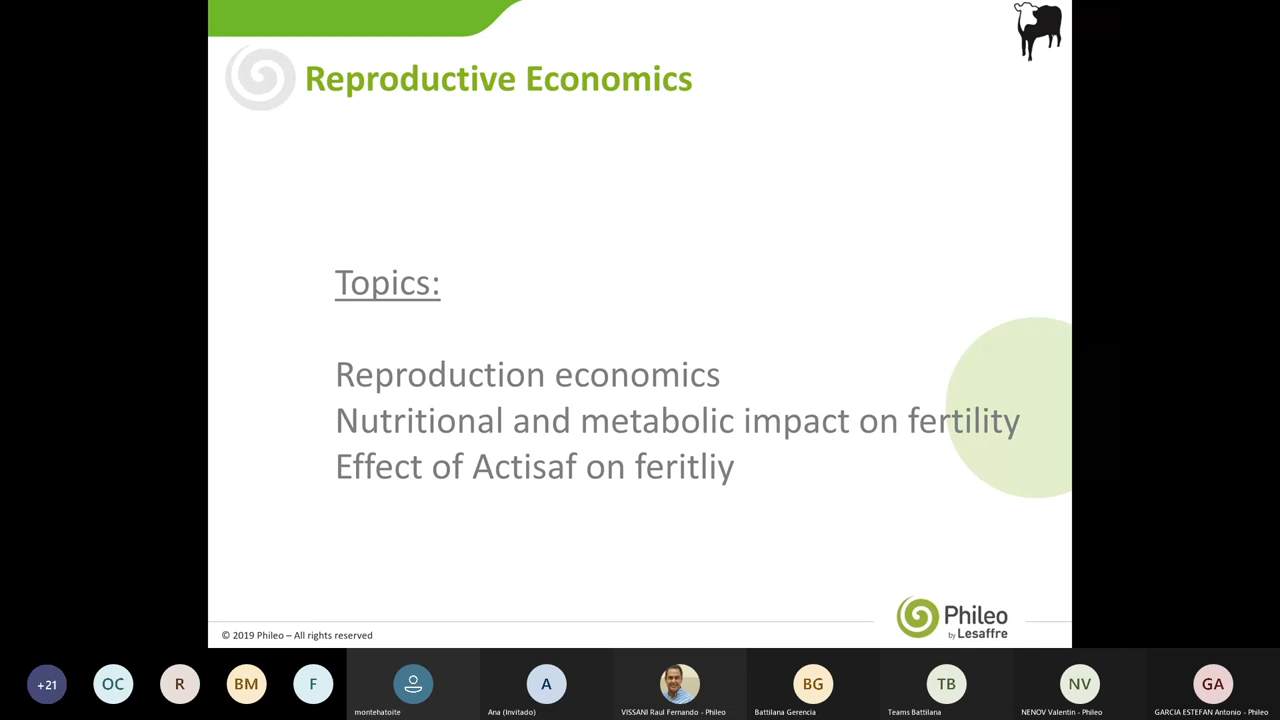 Reproductive Economics
Topics:
Reproduction economics
Nutritional and metabolic impact on fertility
Effect of Actisaf on feritliy
Phileo
by Lesaffre
© 2019 Phileo – All rights reserved
+21
OC
R
BM
F
A
BG
TB
NV
GA
montehatoite
Ana (Invitado)
VISSANI Raul Fernando - Phileo
Battilana Gerencia
Teams Battilana
NENOV Valentin - Phileo
GARCIA ESTEFAN Antonio - Phileo